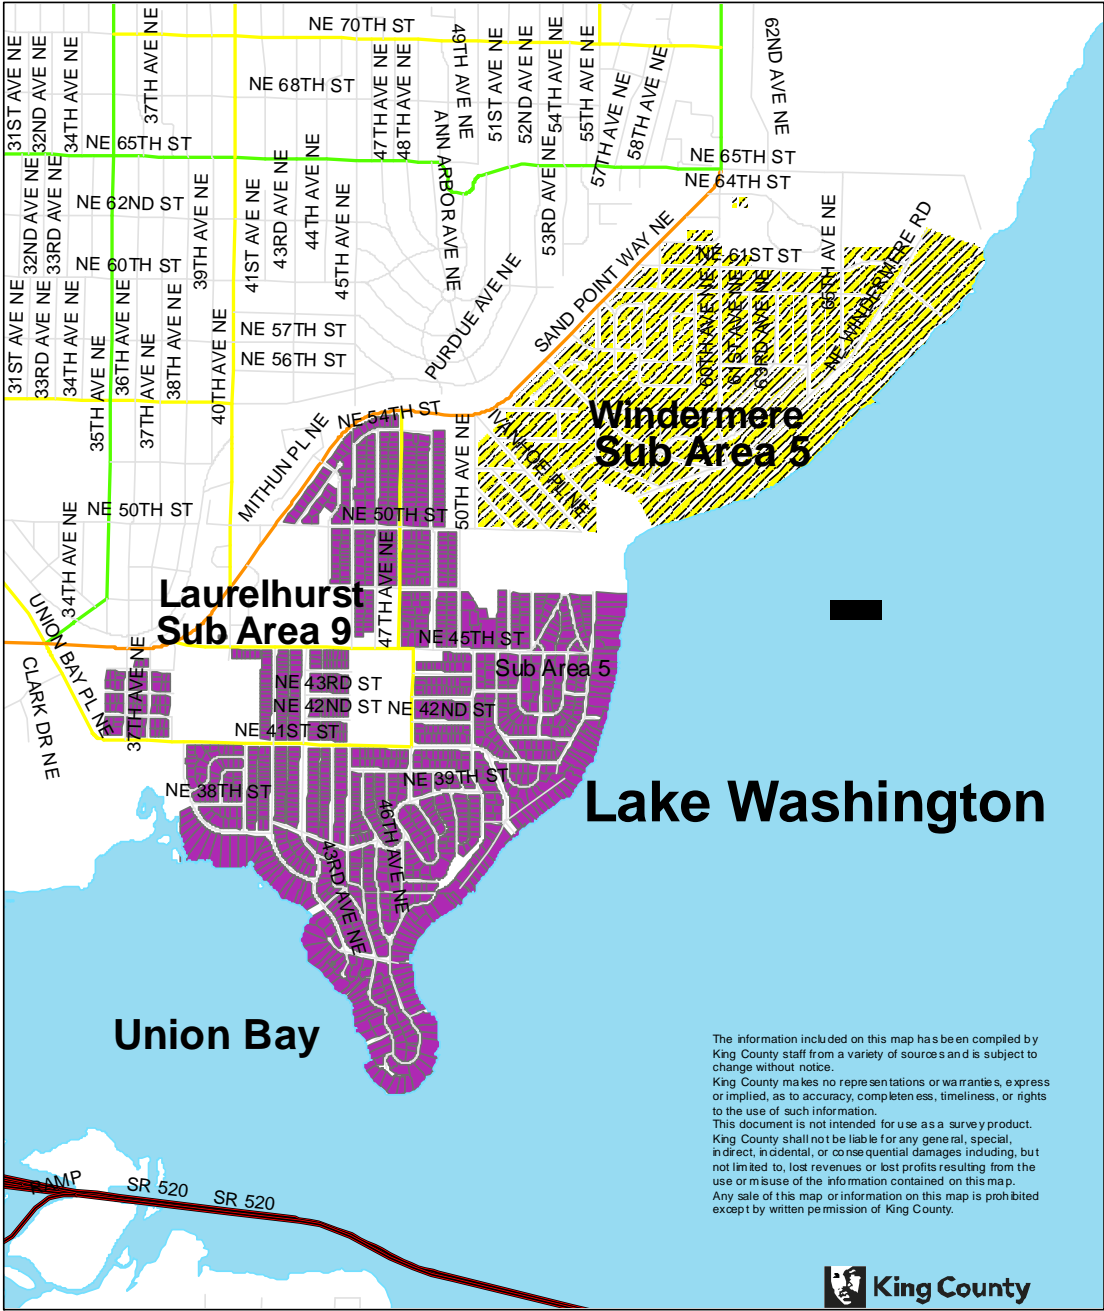 NE 70TH ST
49TH AVE NE
62ND AVE NE
31ST AVE NE
32ND AVE NE
34TH AVE NE
37TH AVE NE
NE 68TH ST
47TH AVE NE
48TH AVE NE
51ST AVE NE
52ND AVE NE
54TH AVE NE
55TH AVE NE
57TH AVE NE
58TH AVE NE
ANN ARBOR AVE NE
53RD AVE NE
NE 65TH ST
NE 65TH ST
NE 64TH ST
32ND AVE NE
33RD AVE NE
NE 62ND ST
39TH AVE NE
41ST AVE NE
43RD AVE NE
44TH AVE NE
45TH AVE NE
NE 60TH ST
65TH AVE NE
NE WINDERMERE RD
NE 61ST ST
60TH AVE NE
61ST AVE NE
63RD AVE NE
SAND POINT WAY NE
PURDUE AVE NE
31ST AVE NE
33RD AVE NE
34TH AVE NE
35TH AVE NE
36TH AVE NE
37TH AVE NE
38TH AVE NE
40TH AVE NE
NE 57TH ST
NE 56TH ST
Windermere
Sub Area 5
NE 54TH ST
MITHUN PL NE
50TH AVE NE
IVANHOE PL NE
NE 50TH ST
NE 50TH ST
34TH AVE NE
47TH AVE NE
Laurelhurst
Sub Area 9
UNION BAY PL NE
CLARK DR NE
37TH AVE NE
NE 45TH ST
Sub Area 5
NE 43RD ST
NE 42ND ST
NE 42ND ST
NE 41ST ST
NE 39TH ST
NE 38TH ST
46TH AVE NE
43RD AVE NE
Lake Washington
Union Bay
The information included on this map has been compiled by
King County staff from a variety of sources and is subject to
change without notice.
King County makes no representations or warranties, express
or implied, as to accuracy, completeness, timeliness, or rights
to the use of such information.
This document is not intended for use as a survey product.
King County shall not be liable for any general, special,
indirect, incidental, or consequential damages including, but
not limited to, lost revenues or lost profits resulting from the
use or misuse of the information contained on this map.
Any sale of this map or information on this map is prohibited
except by written permission of King County.
RAMP
SR 520
SR 520
King County